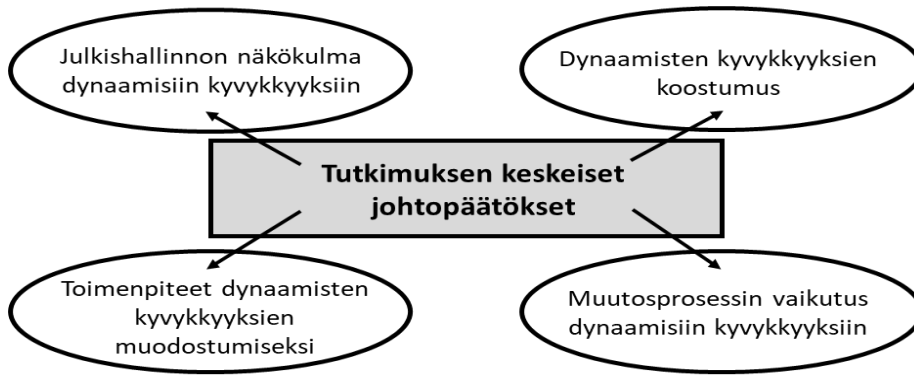 Julkishallinnon näkökulma
dynaamisiin kyvykkyyksiin
Dynaamisten kyvykkyyksien
koostumus
Tutkimuksen keskeiset
johtopäätökset
Toimenpiteet dynaamisten
kyvykkyyksien
muodostumiseksi
Muutosprosessin vaikutus
dynaamisiin kyvykkyyksiin